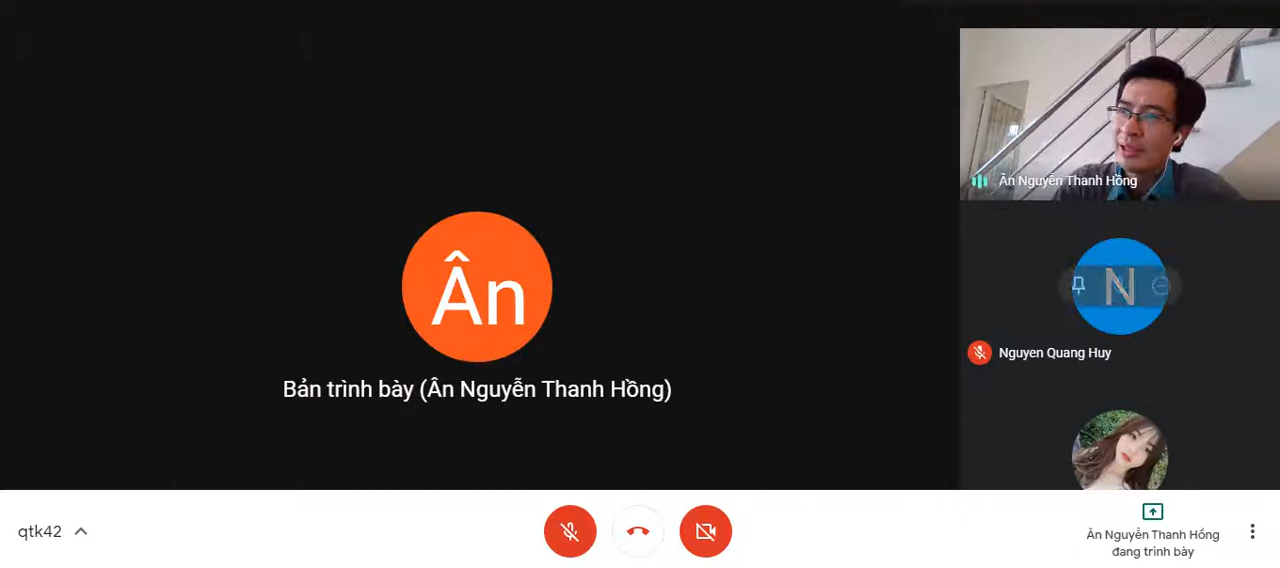 Ân Nguyễn Thanh Hồng
Ân
Bản trình bày (Ân Nguyễn Thanh Hồng)
N
Nguyen Quang Huy
qtk42
Ân Nguyễn Thanh Hồng
đang trình bày